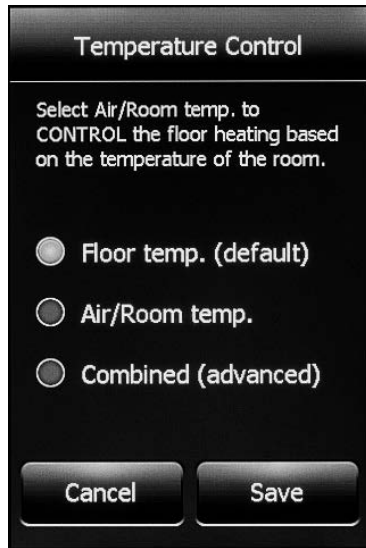 Temperature Control
Select Air/Room temp. to
CONTROL the floor heating based
on the temperature of the room.
Floor temp. (default)
Air/Room temp.
Combined (advanced)
Cancel
Save